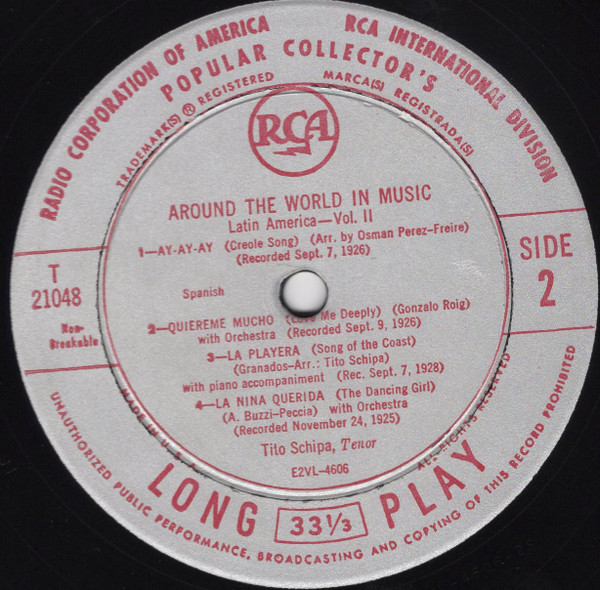 RADIO CORPORATION OF AMERICA
RCA INTERNATIONAL DIVISION
POPULAR COLLECTOR'S
TRADEMARK(S) ® REGISTERED
MARCA(S) REGISTRADA(S)
RCA
AROUND THE WORLD IN MUSIC
Latin America—Vol. II
1—AY-AY-AY (Creole Song) (Arr. by Osman Perez-Freire)
(Recorded Sept. 7, 1926)
T
21048
Non-
Breakable
SIDE
2
Spanish
2—QUIEREME MUCHO Me Deeply) (Gonzalo Roig)
with Orchestra (Recorded Sept. 9, 1926)
3—LA PLAYERA (Song of the Coast)
(Granados-Arr.: Tito Schipa)
with piano accompaniment (Rec. Sept. 7, 1928)
4—LA NINA QUERIDA (The Dancing Girl)
(A. Buzzi-Peccia) with Orchestra
(Recorded November 24, 1925)
Tito Schipa, Tenor
E2VL-4606
MADE IN U.S.
ALL RIGHTS RESERVED
LONG 33 1/3 PLAY
UNAUTHORIZED PUBLIC PERFORMANCE, BROADCASTING AND COPYING OF THIS RECORD PROHIBITED